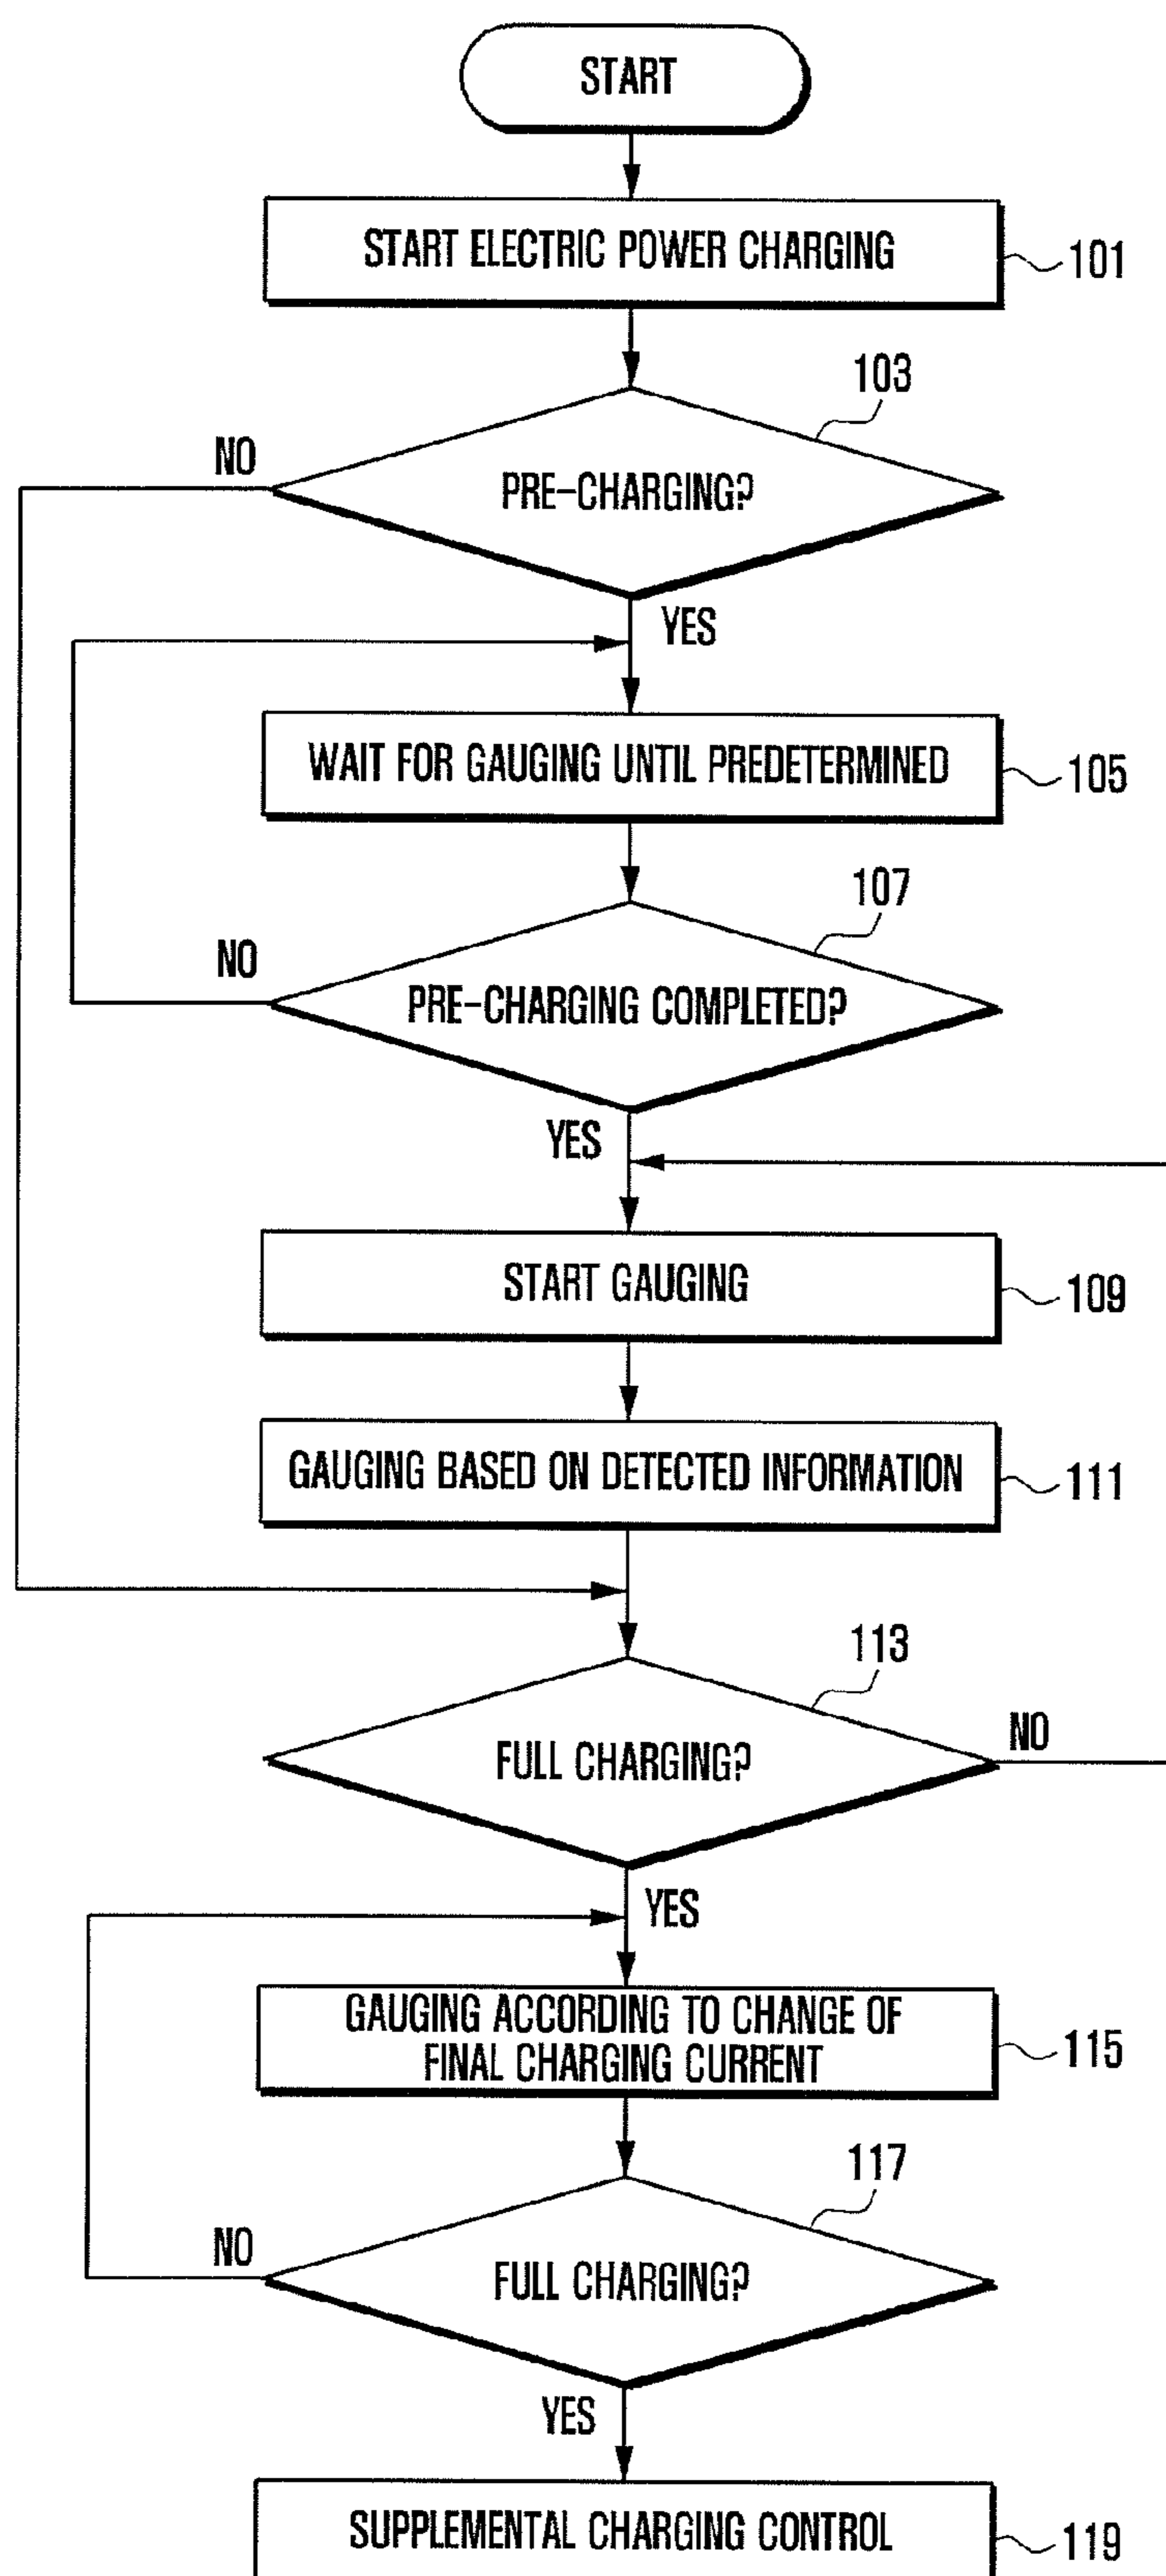 START
START ELECTRIC POWER CHARGING
101
103
NO
PRE-CHARGING?
YES
WAIT FOR GAUGING UNTIL PREDETERMINED
105
107
NO
PRE-CHARGING COMPLETED?
YES
START GAUGING
109
GAUGING BASED ON DETECTED INFORMATION
111
113
FULL CHARGING?
NO
YES
GAUGING ACCORDING TO CHANGE OF
FINAL CHARGING CURRENT
115
117
NO
FULL CHARGING?
YES
SUPPLEMENTAL CHARGING CONTROL
119